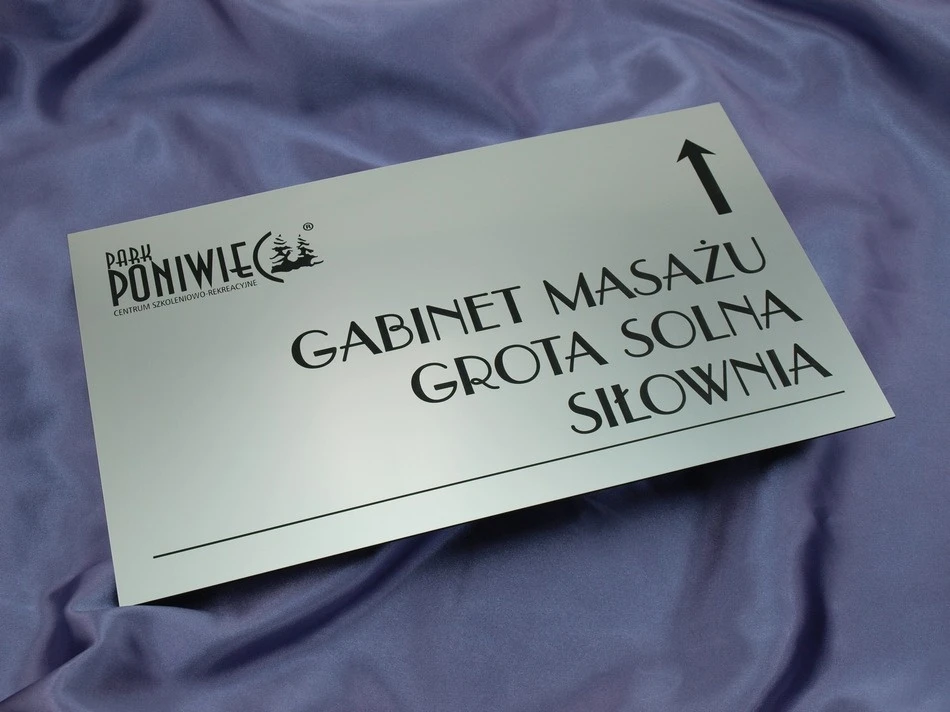 PARK
PONIWIEC®
CENTRUM SZKOLENIOWO-REKREACYJNE
GABINET MASAŻU
GROTA SOLNA
SIŁOWNIA